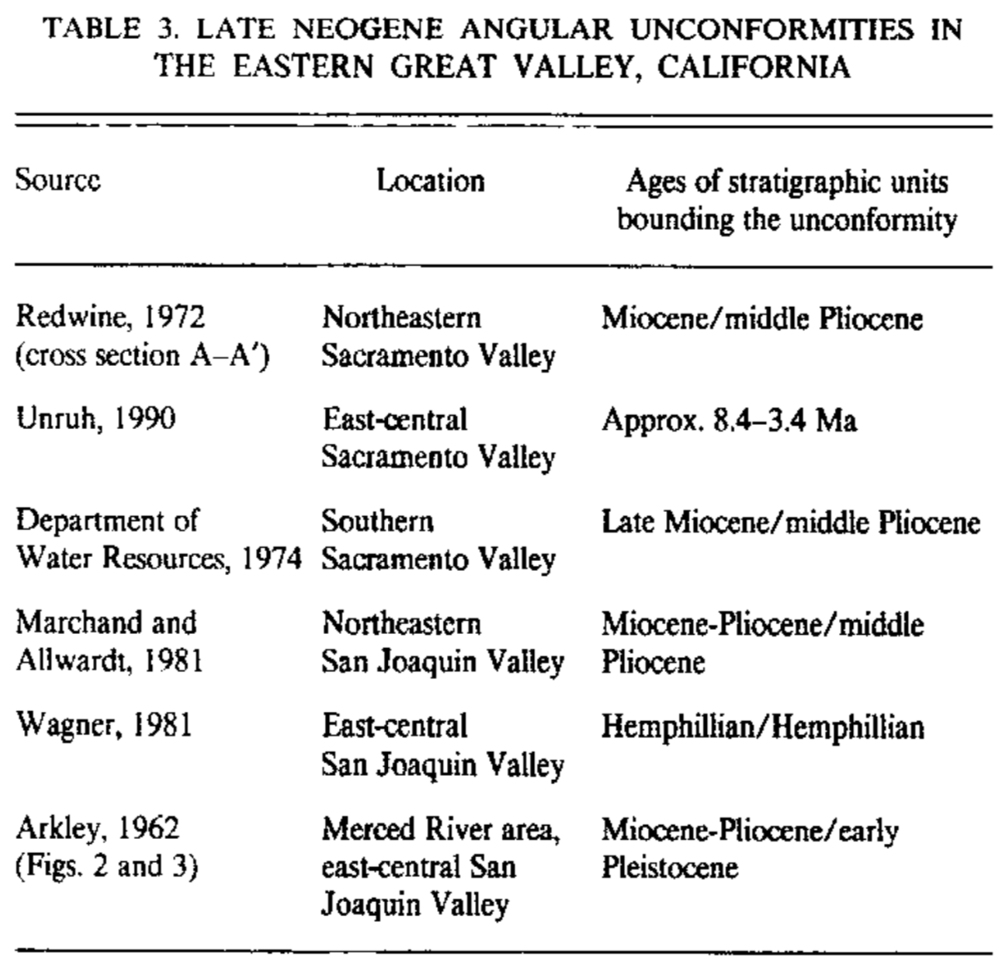 TABLE 3. LATE NEOGENE ANGULAR UNCONFORMITIES IN
THE EASTERN GREAT VALLEY, CALIFORNIA
Source
Location
Ages of stratigraphic units
bounding the unconformity
Redwine, 1972
(cross section A–A′)
Northeastern
Sacramento Valley
Miocene/middle Pliocene
Unruh, 1990
East-central
Sacramento Valley
Approx. 8.4–3.4 Ma
Department of
Water Resources, 1974
Southern
Sacramento Valley
Late Miocene/middle Pliocene
Marchand and
Allwardt, 1981
Northeastern
San Joaquin Valley
Miocene-Pliocene/middle
Pliocene
Wagner, 1981
East-central
San Joaquin Valley
Hemphillian/Hemphillian
Arkley, 1962
(Figs. 2 and 3)
Merced River area,
east-central San
Joaquin Valley
Miocene-Pliocene/early
Pleistocene